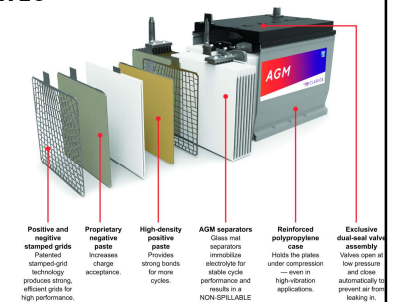 AGM
CLARIOS
Positive and
negitive
stamped grids
Patented
stamped-grid
technology
produces strong,
efficient grids for
high performance.
Proprietary
negative
paste
Increases
charge
acceptance.
High-density
positive
paste
Provides
strong bonds
for more
cycles.
AGM separators
Glass mat
separators
immobilize
electrolyte for
stable cycle
performance and
results in a
NON-SPILLABLE
Reinforced
polypropylene
case
Holds the plates
under compression
— even in
high-vibration
applications.
Exclusive
dual-seal valve
assembly
Valves open at
low pressure
and close
automatically to
prevent air from
leaking in.